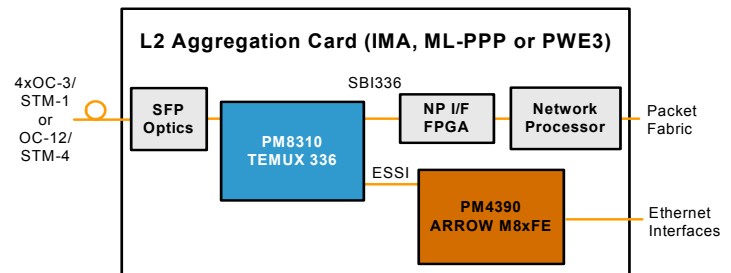 L2 Aggregation Card (IMA, ML-PPP or PWE3)
4xOC-3/
STM-1
or
OC-12/
STM-4
SFP
Optics
PM8310
TEMUX 336
SBI336
NP I/F
FPGA
Network
Processor
Packet
Fabric
ESSI
PM4390
ARROW M8xFE
Ethernet
Interfaces